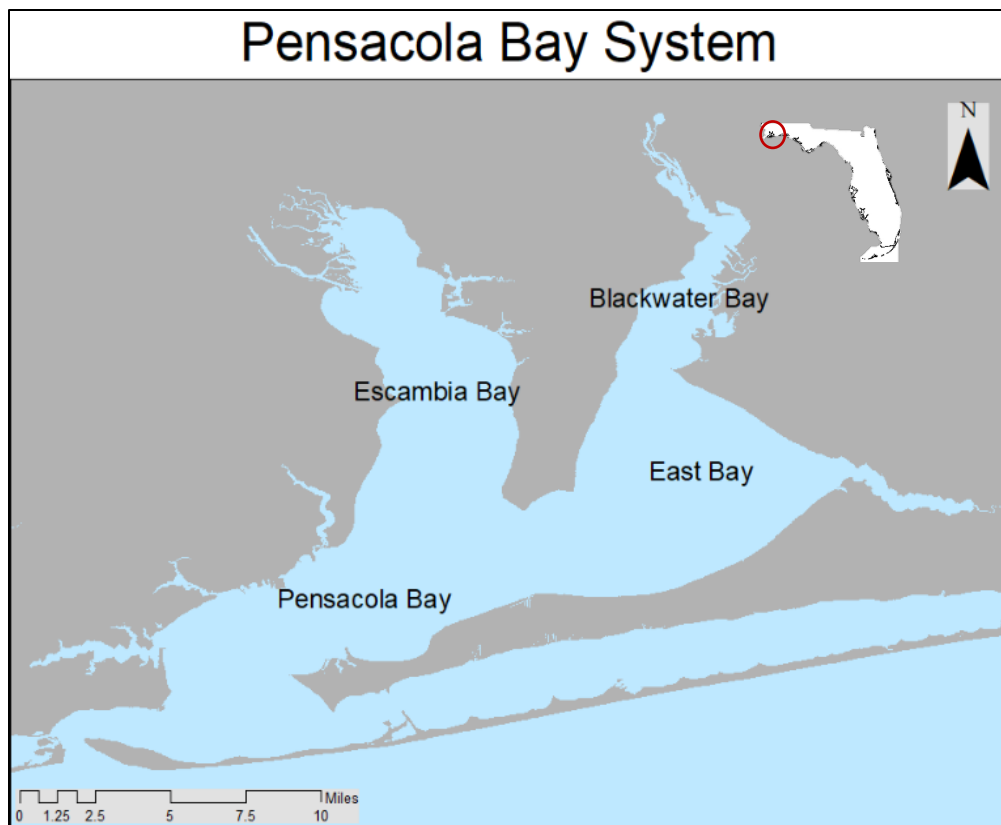 Pensacola Bay System
N
Blackwater Bay
Escambia Bay
East Bay
Pensacola Bay
Miles
0 1.25 2.5 5 7.5 10